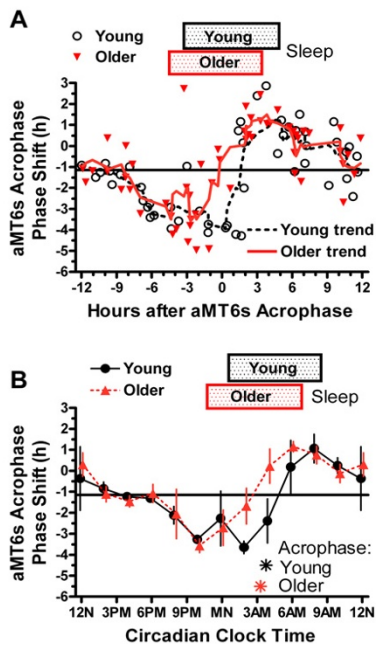 A
Young
Older
Young
Older
Sleep
aMT6s Acrophase
Phase Shift (h)
3
2
1
0
-1
-2
-3
-4
-5
-6
Young trend
Older trend
-12 -9 -6 -3 0 3 6 9 12
Hours after aMT6s Acrophase
B
Young
Older
Young
Older
Sleep
aMT6s Acrophase
Phase Shift (h)
3
2
1
0
-1
-2
-3
-4
-5
-6
Acrophase:
Young
Older
12N 3PM 6PM 9PM MN 3AM 6AM 9AM 12N
Circadian Clock Time